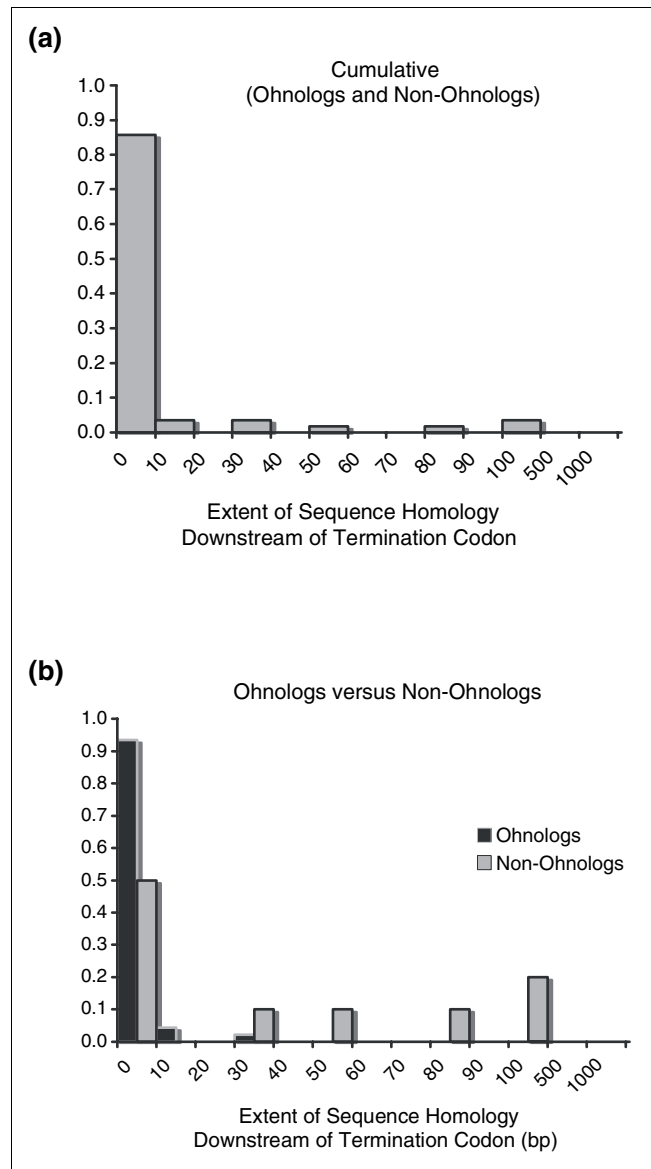 (a)
Cumulative
(Ohnologs and Non-Ohnologs)
1.0
0.9
0.8
0.7
0.6
0.5
0.4
0.3
0.2
0.1
0.0
0 10 20 30 40 50 60 70 80 90 100 500 1000
Extent of Sequence Homology
Downstream of Termination Codon
(b)
Ohnologs versus Non-Ohnologs
1.0
0.9
0.8
0.7
0.6
0.5
0.4
0.3
0.2
0.1
0.0
Ohnologs
Non-Ohnologs
0 10 20 30 40 50 60 70 80 90 100 500 1000
Extent of Sequence Homology
Downstream of Termination Codon (bp)